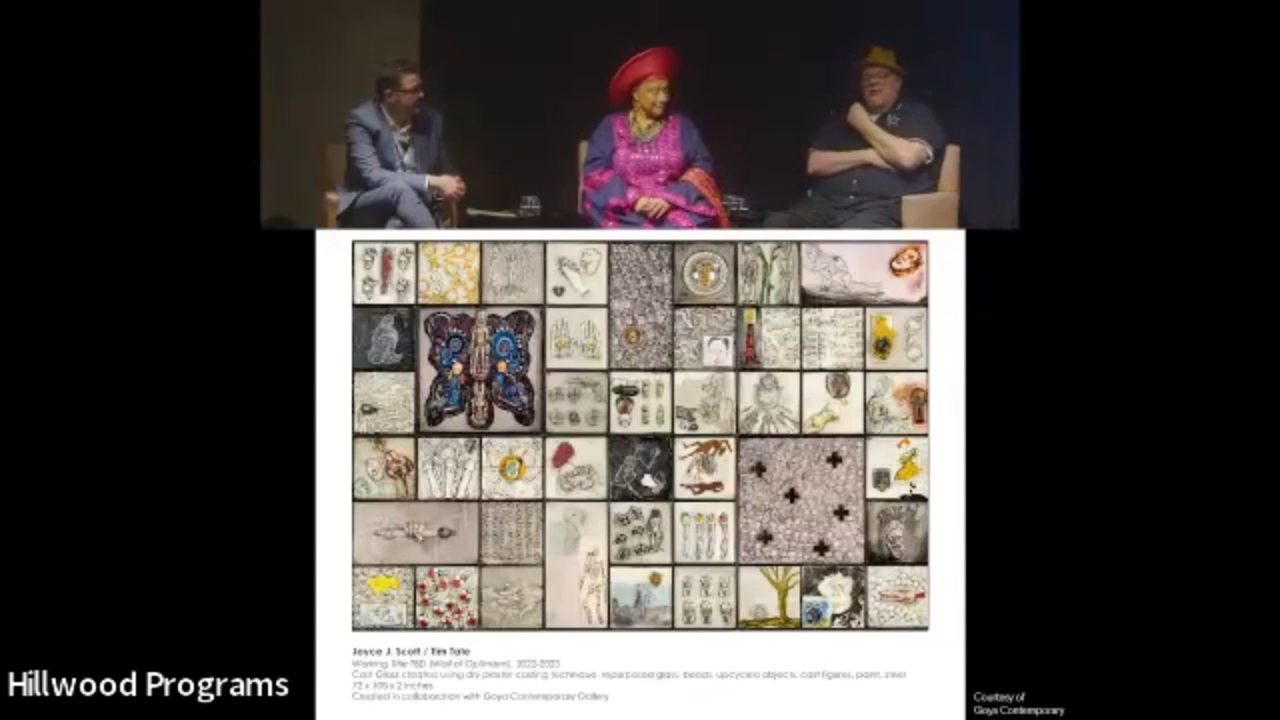 Joyce J. Scott / Tim Tate
Working Title TBD (Wall of Optimism), 2022-2023
Cast Glass created using dry plaster casting technique, repurposed glass, beads, upcycled objects, cast figures, paint, steel
72 x 108 x 2 inches
Created in collaboration with Goya Contemporary Gallery
Hillwood Programs
Courtesy of
Goya Contemporary